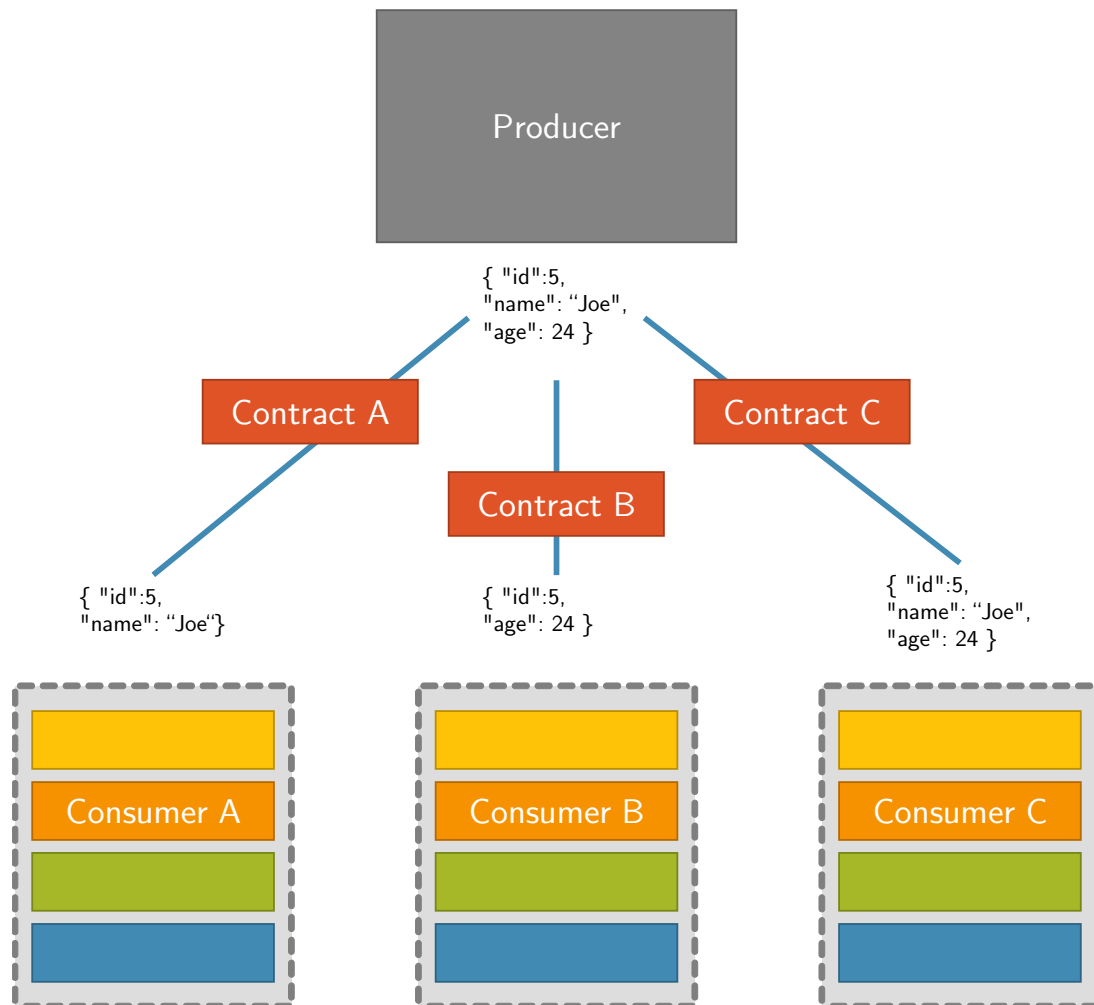 Producer
{ "id":5,
"name": “Joe",
"age": 24 }
Contract A
Contract C
Contract B
{ "id":5,
"name": “Joe“}
{ "id":5,
"age": 24 }
{ "id":5,
"name": “Joe",
"age": 24 }
Consumer A
Consumer B
Consumer C